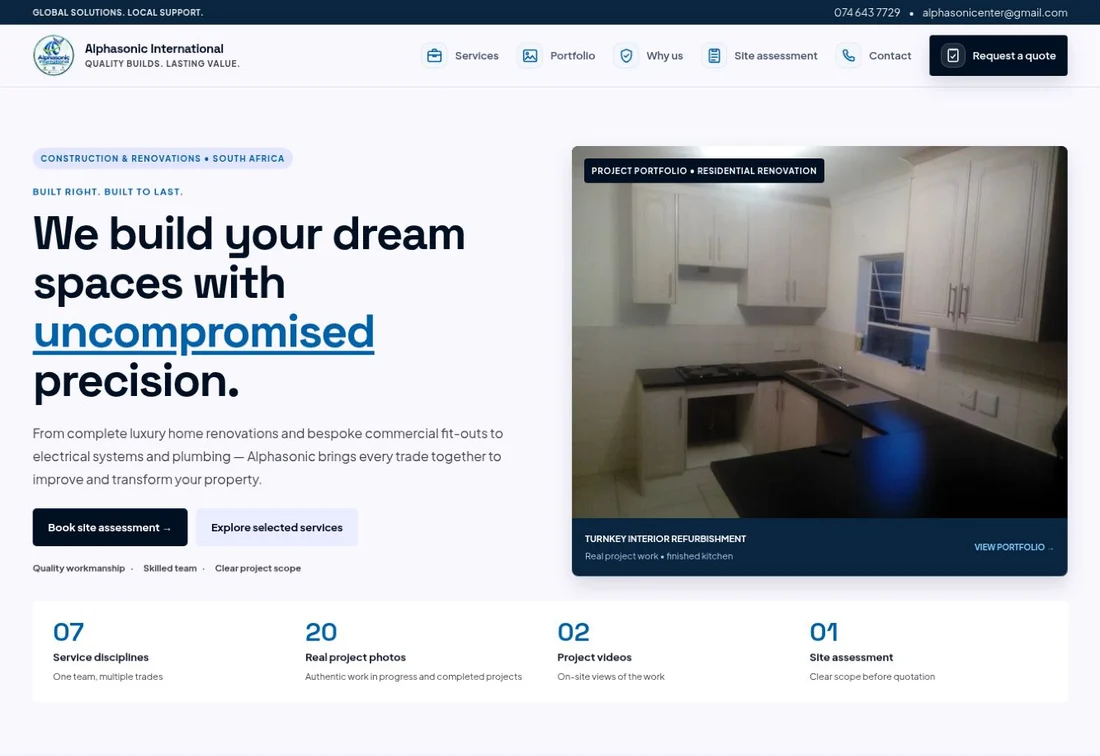 GLOBAL SOLUTIONS. LOCAL SUPPORT.
074 643 7729 • alphasonicenter@gmail.com
Alphasonic International
QUALITY BUILDS. LASTING VALUE.
Services
Portfolio
Why us
Site assessment
Contact
Request a quote
CONSTRUCTION & RENOVATIONS • SOUTH AFRICA
BUILT RIGHT. BUILT TO LAST.
We build your dream
spaces with
uncompromised
precision.
From complete luxury home renovations and bespoke commercial fit-outs to
electrical systems and plumbing — Alphasonic brings every trade together to
improve and transform your property.
Book site assessment →
Explore selected services
Quality workmanship · Skilled team · Clear project scope
PROJECT PORTFOLIO • RESIDENTIAL RENOVATION
TURNKEY INTERIOR REFURBISHMENT
Real project work • finished kitchen
VIEW PORTFOLIO →
07
Service disciplines
One team, multiple trades
20
Real project photos
Authentic work in progress and completed projects
02
Project videos
On-site views of the work
01
Site assessment
Clear scope before quotation